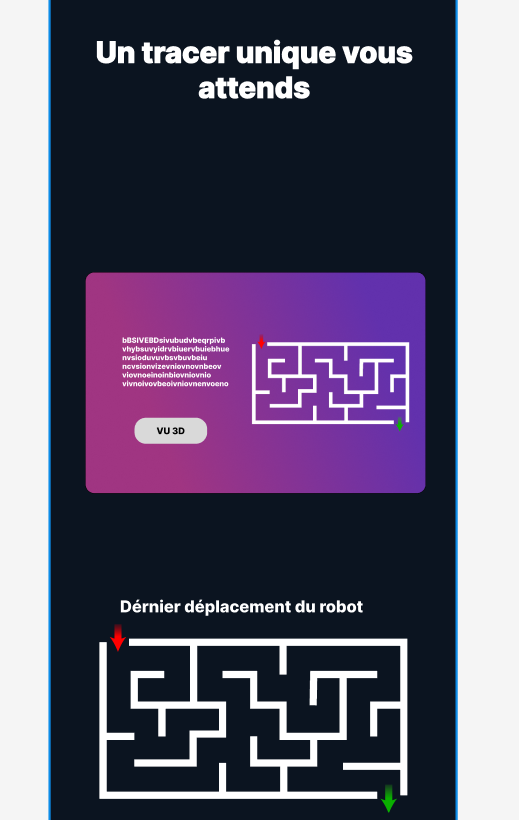 Un tracer unique vous
attends
bBSIVEBDsivubudvbeqrpivb
vhybsuvyidrvbiuervbuiebhue
nvsioduvuvbsvbuvbeiu
ncvsionvizevniovnovnbeov
viovnoeinoinbiovniovnio
vivnoivovbeoivniovnenvoeno
VU 3D
Dérnier déplacement du robot